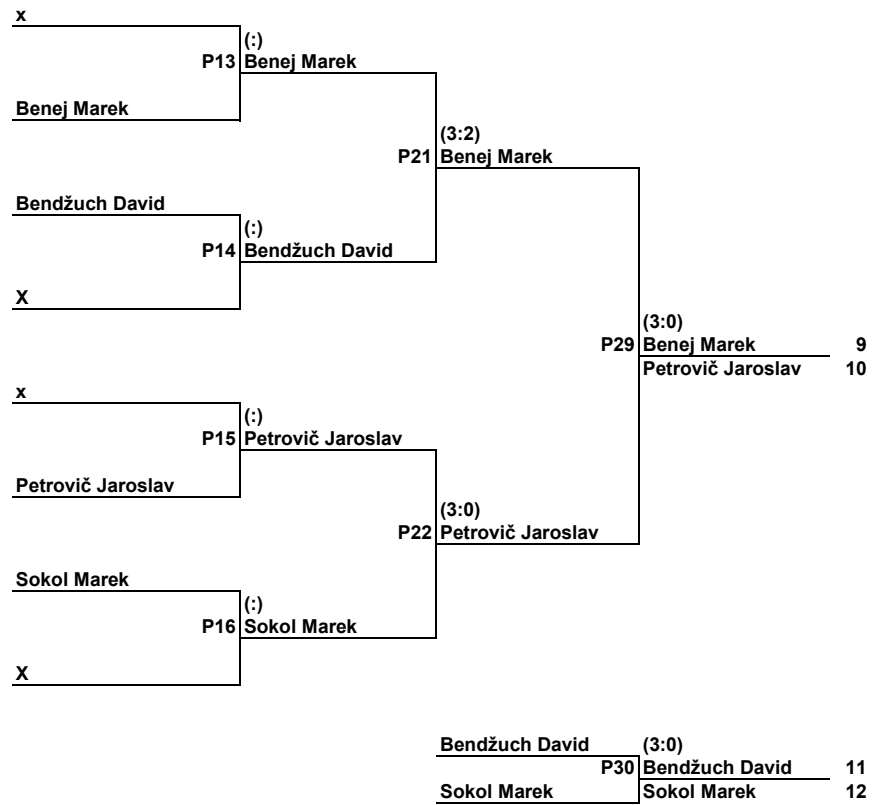 x
(:)
P13 Benej Marek
Benej Marek
(3:2)
P21 Benej Marek
Bendžuch David
(:)
P14 Bendžuch David
X
(3:0)
P29 Benej Marek 9
Petrovič Jaroslav 10
x
(:)
P15 Petrovič Jaroslav
Petrovič Jaroslav
(3:0)
P22 Petrovič Jaroslav
Sokol Marek
(:)
P16 Sokol Marek
X
Bendžuch David (3:0)
P30 Bendžuch David 11
Sokol Marek Sokol Marek 12